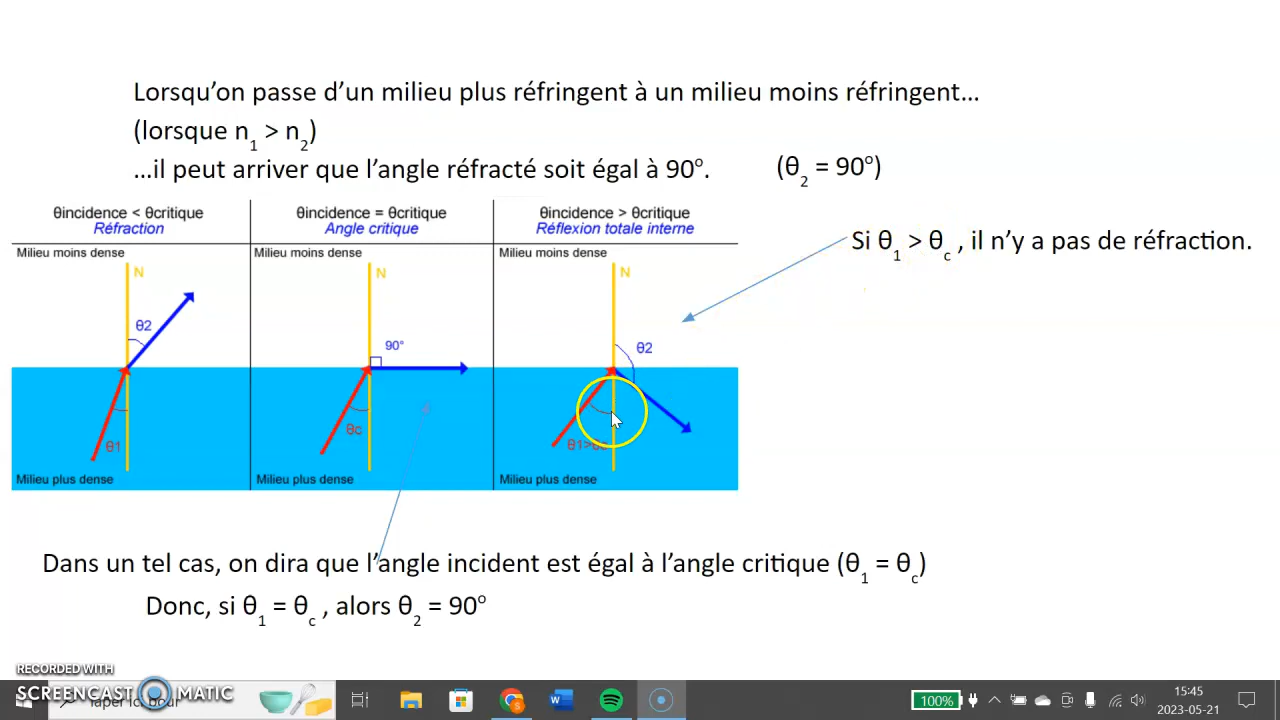 Lorsqu'on passe d'un milieu plus réfringent à un milieu moins réfringent...
(lorsque n₁ > n₂)
...il peut arriver que l'angle réfracté soit égal à 90º.
(θ₂ = 90º)
θincidence < θcritique
Réfraction
θincidence = θcritique
Angle critique
θincidence > θcritique
Réflexion totale interne
Si θ₁ > θc , il n'y a pas de réfraction.
Milieu moins dense
Milieu moins dense
Milieu moins dense
N
N
N
θ2
90°
θ2
θ1
θc
θ1>
Milieu plus dense
Milieu plus dense
Milieu plus dense
Dans un tel cas, on dira que l'angle incident est égal à l'angle critique (θ₁ = θc)
Donc, si θ₁ = θc , alors θ₂ = 90º
RECORDED WITH
SCREENCAST MATIC
100%
15:45
2023-05-21